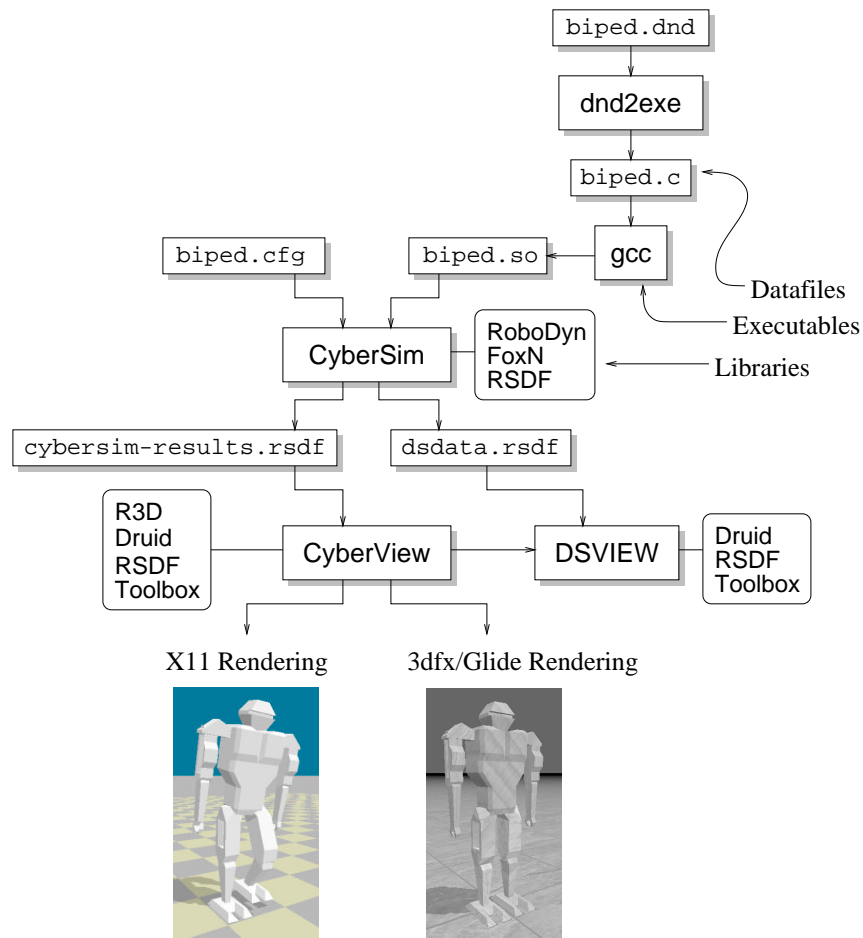 biped.dnd
dnd2exe
biped.c
biped.cfg
biped.so
gcc
Datafiles
Executables
CyberSim
RoboDyn
FoxN
RSDF
Libraries
cybersim-results.rsdf
dsdata.rsdf
R3D
Druid
RSDF
Toolbox
CyberView
DSVIEW
Druid
RSDF
Toolbox
X11 Rendering
3dfx/Glide Rendering